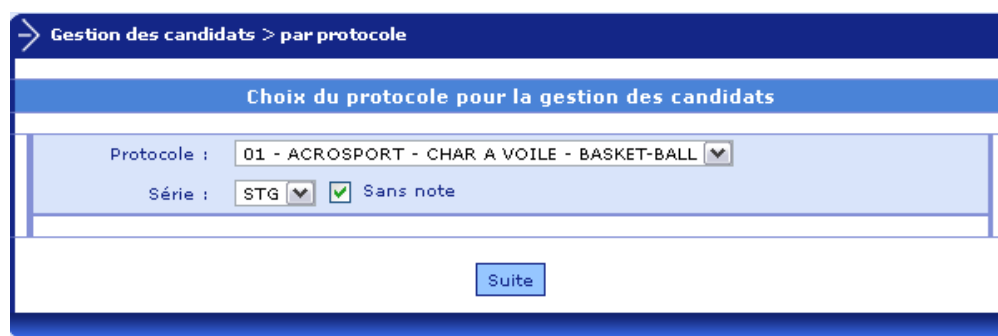 Gestion des candidats > par protocole
Choix du protocole pour la gestion des candidats
Protocole : 01 - ACROSPORT - CHAR A VOILE - BASKET-BALL
Série : STG Sans note
Suite